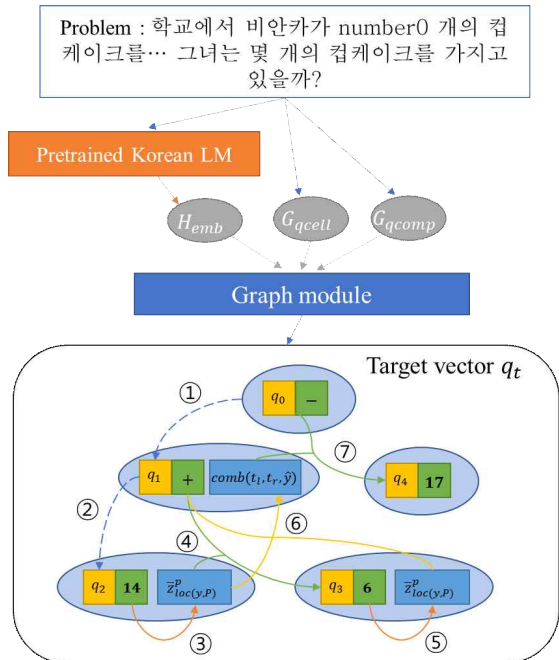 Problem : 학교에서 비안카가 number0 개의 컵
케이크를… 그녀는 몇 개의 컵케이크를 가지고
있을까?
Pretrained Korean LM
H_emb
G_qcell
G_qcomp
Graph module
Target vector q_t
①
q_0 −
⑦
q_1 + comb(t_l, t_r, ŷ)
q_4 17
②
④
⑥
q_2 14 z̄^p_loc(y,P)
q_3 6 z̄^p_loc(y,P)
③
⑤